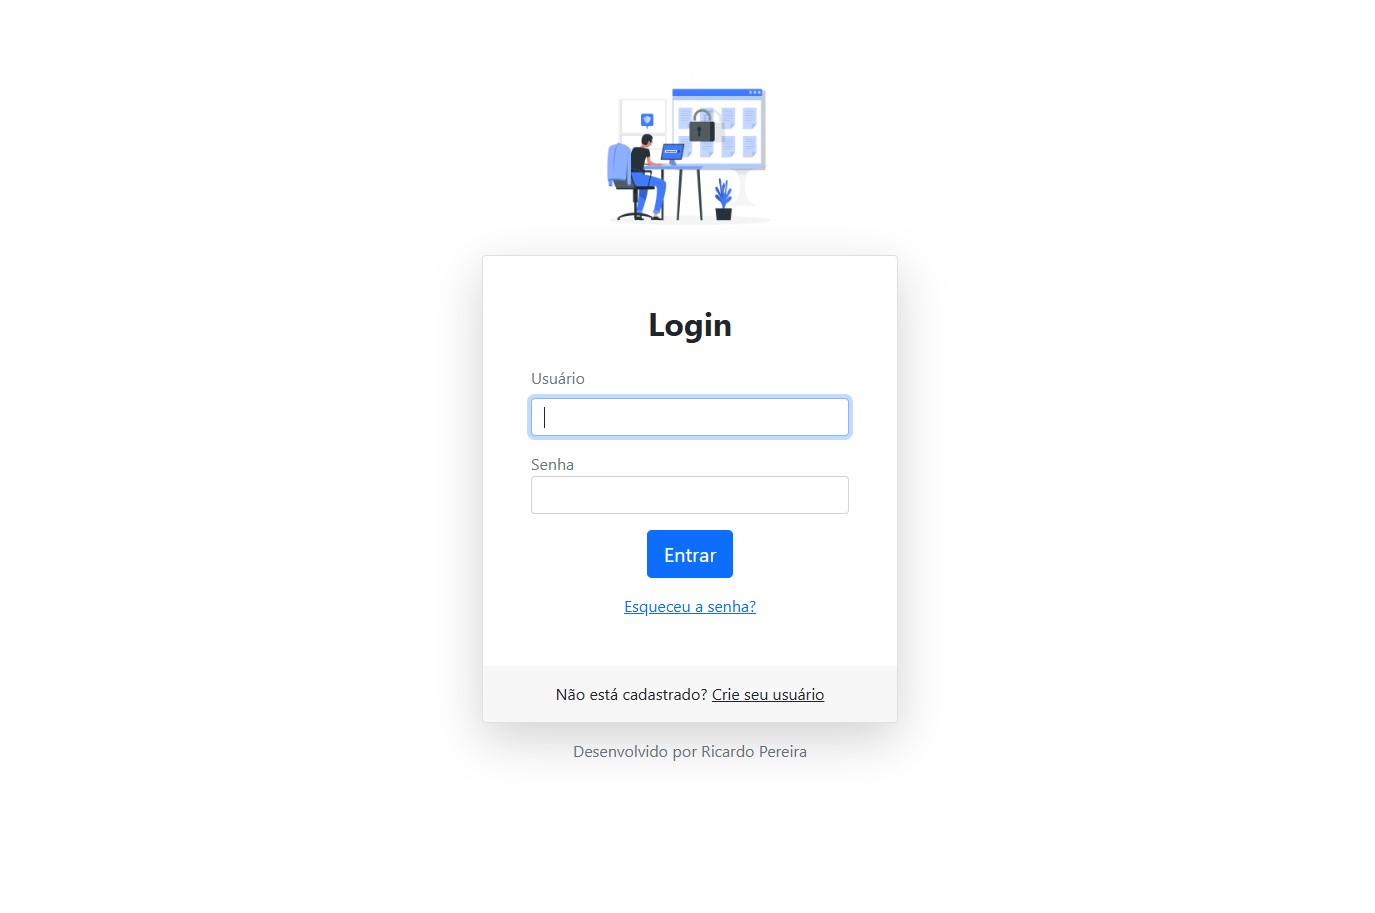 Login
Usuário
Senha
Entrar
Esqueceu a senha?
Não está cadastrado? Crie seu usuário
Desenvolvido por Ricardo Pereira